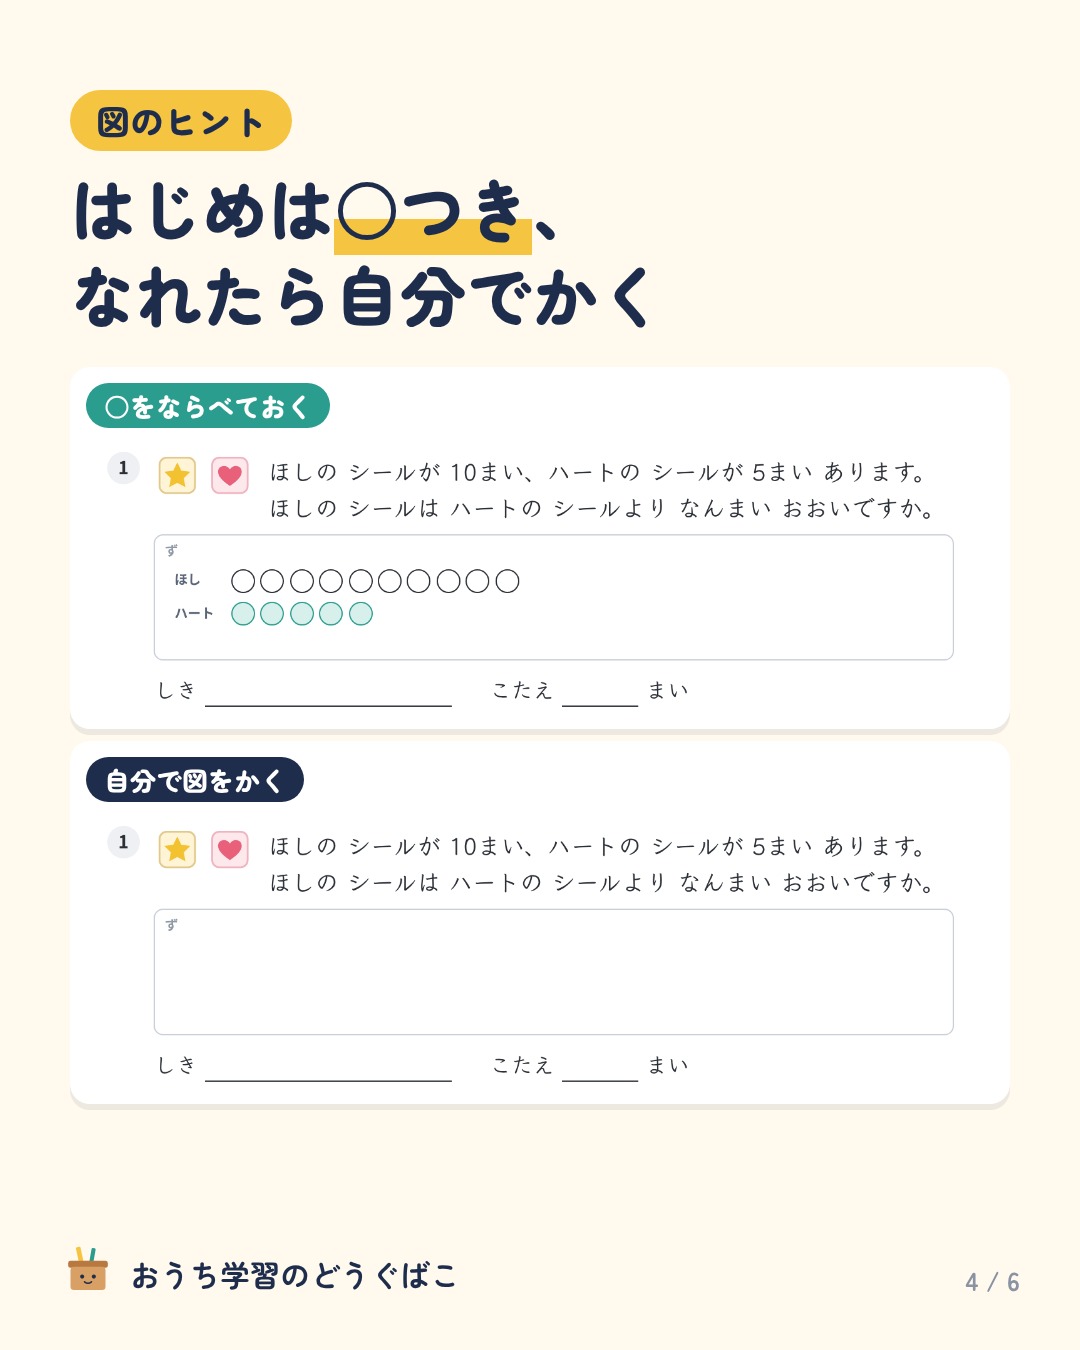 図のヒント
はじめは○つき、
なれたら自分でかく
○をならべておく
1
ほしの シールが 10まい、ハートの シールが 5まい あります。
ほしの シールは ハートの シールより なんまい おおいですか。
ず
ほし
ハート
しき こたえ まい
自分で図をかく
1
ほしの シールが 10まい、ハートの シールが 5まい あります。
ほしの シールは ハートの シールより なんまい おおいですか。
ず
しき こたえ まい
おうち学習のどうぐばこ
4 / 6